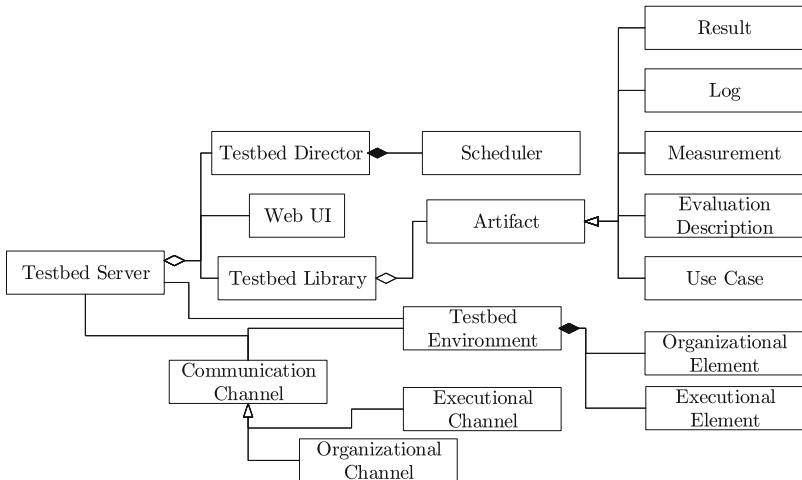 Result
Log
Testbed Director
Scheduler
Measurement
Web UI
Artifact
Evaluation
Description
Testbed Server
Testbed Library
Use Case
Testbed
Environment
Organizational
Element
Communication
Channel
Executional
Channel
Executional
Element
Organizational
Channel